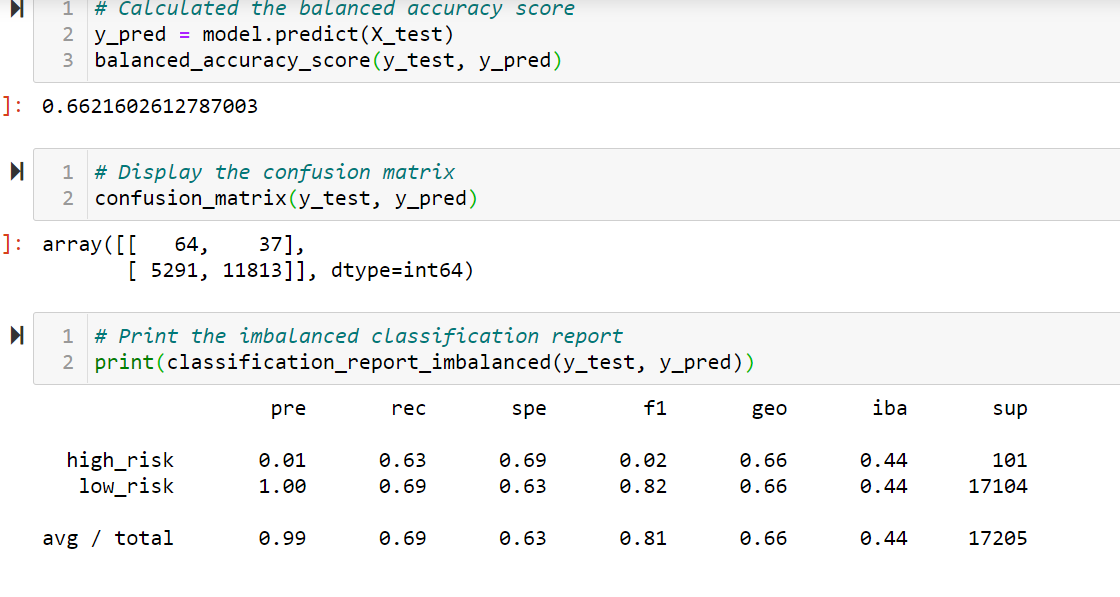 1 # Calculated the balanced accuracy score
2 y_pred = model.predict(X_test)
3 balanced_accuracy_score(y_test, y_pred)
]: 0.6621602612787003
1 # Display the confusion matrix
2 confusion_matrix(y_test, y_pred)
]: array([[   64,    37],
       [ 5291, 11813]], dtype=int64)
1 # Print the imbalanced classification report
2 print(classification_report_imbalanced(y_test, y_pred))
pre rec spe f1 geo iba sup
high_risk 0.01 0.63 0.69 0.02 0.66 0.44 101
low_risk 1.00 0.69 0.63 0.82 0.66 0.44 17104
avg / total 0.99 0.69 0.63 0.81 0.66 0.44 17205